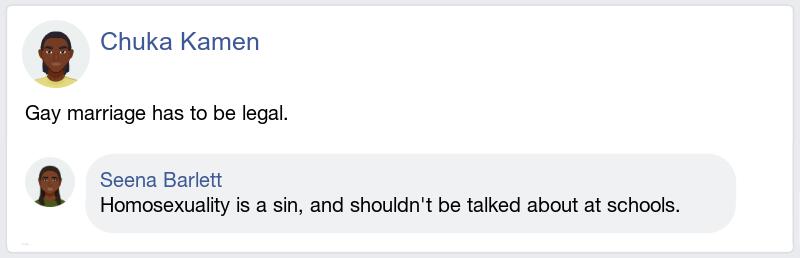 Chuka Kamen
Gay marriage has to be legal.
Seena Barlett
Homosexuality is a sin, and shouldn't be talked about at schools.